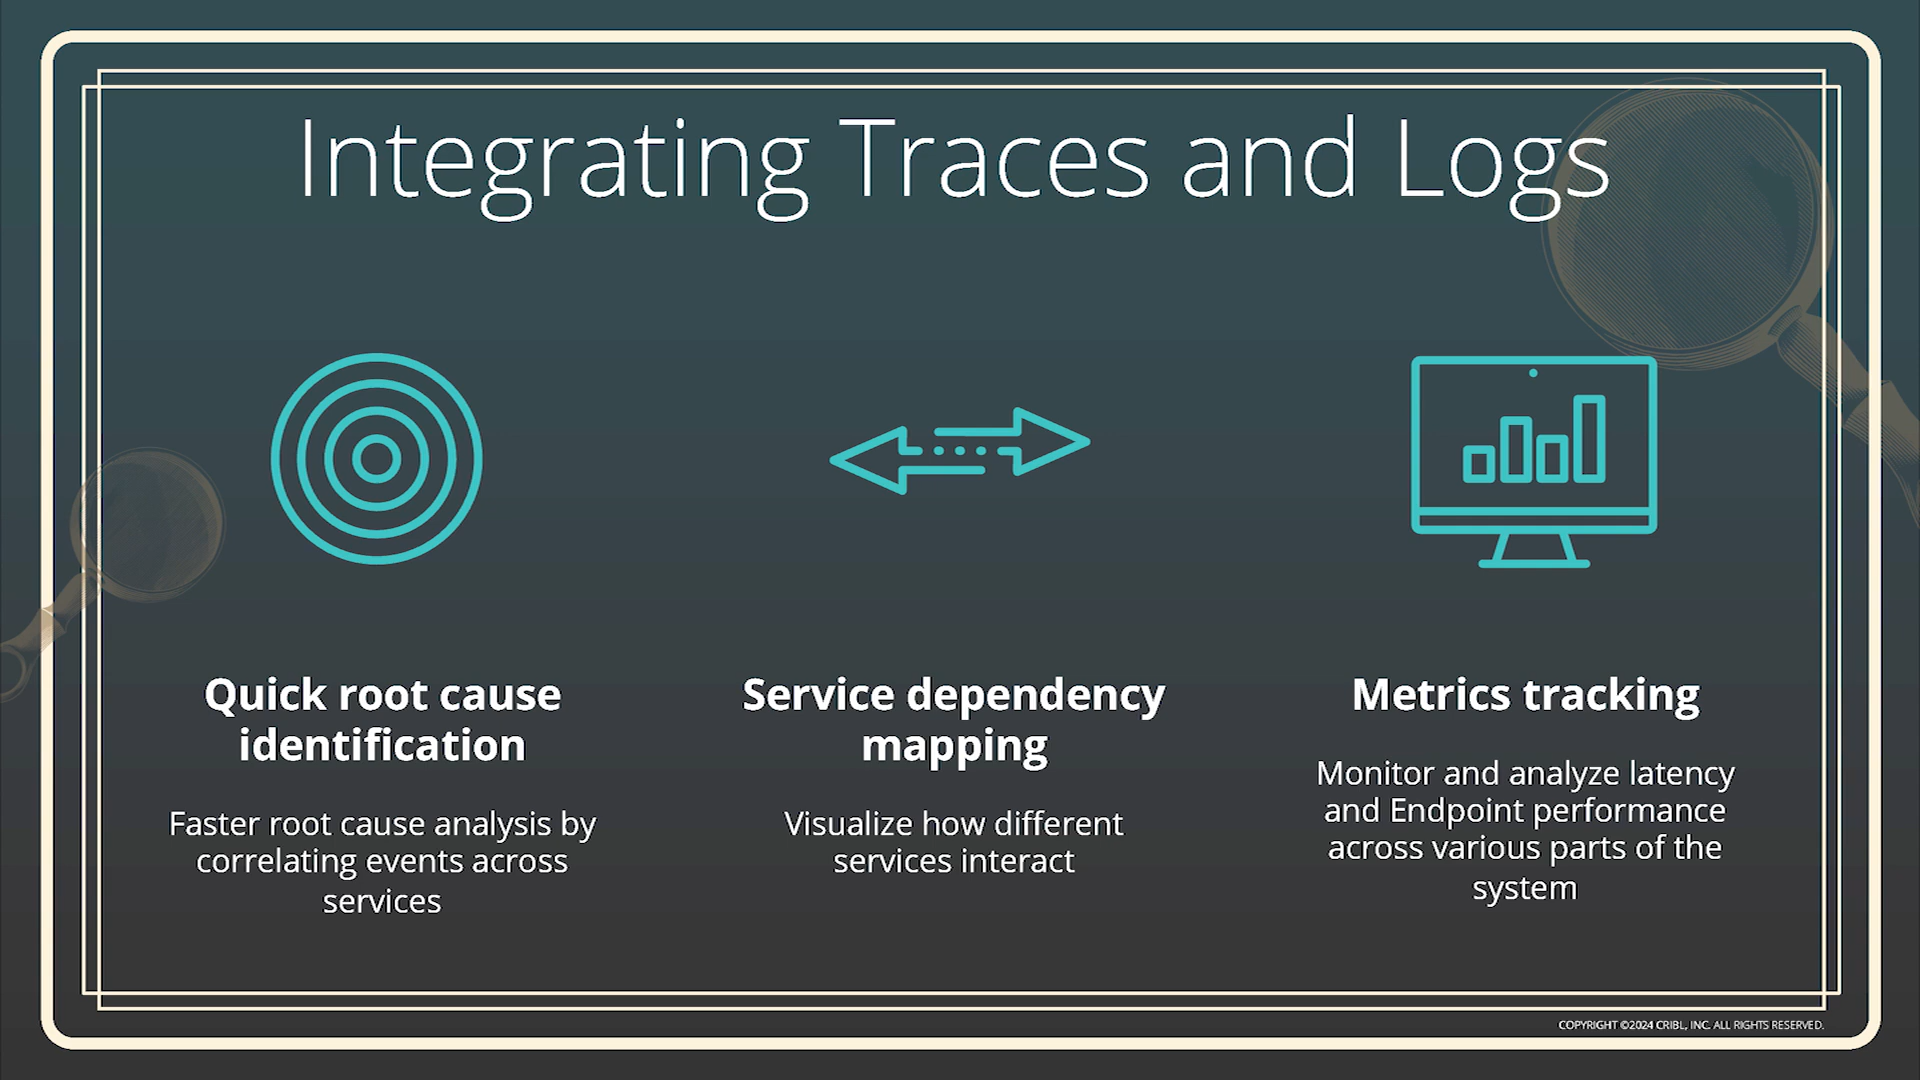 Integrating Traces and Logs
Quick root cause
identification
Faster root cause analysis by
correlating events across
services
Service dependency
mapping
Visualize how different
services interact
Metrics tracking
Monitor and analyze latency
and Endpoint performance
across various parts of the
system
COPYRIGHT ©2024 CRIBL, INC. ALL RIGHTS RESERVED.